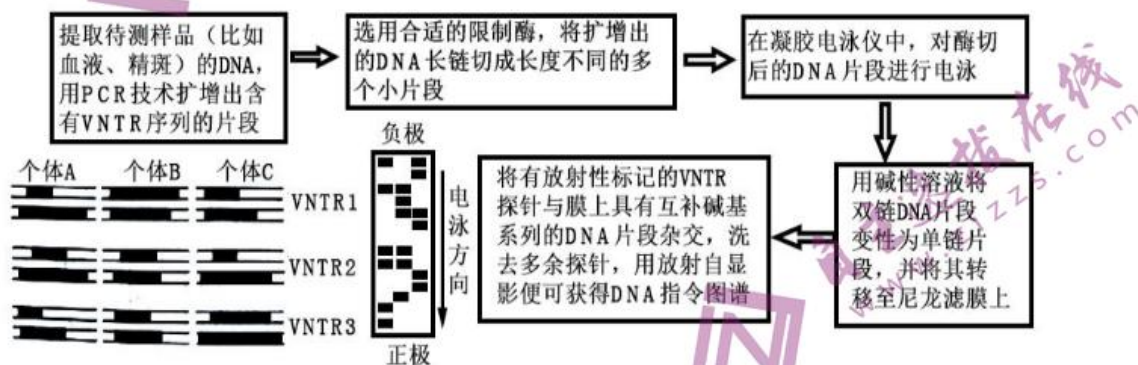 提取待测样品（比如
血液、精斑）的DNA，
用PCR技术扩增出含
有VNTR序列的片段
选用合适的限制酶，将扩增出
的DNA长链切成长度不同的多
个小片段
在凝胶电泳仪中，对酶切
后的DNA片段进行电泳
用碱性溶液将
双链DNA片段
变性为单链片
段，并将其转
移至尼龙滤膜上
将有放射性标记的VNTR
探针与膜上具有互补碱基
系列的DNA片段杂交，洗
去多余探针，用放射自显
影便可获得DNA指令图谱
负极
电泳方向
正极
个体A 个体B 个体C
VNTR1
VNTR2
VNTR3